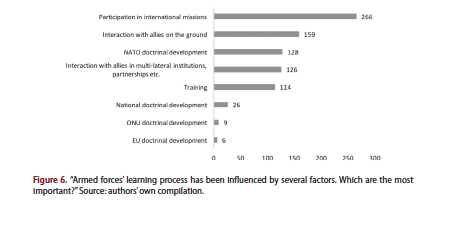 Participation in international missions 266
Interaction with allies on the ground 159
NATO doctrinal development 128
Interaction with allies in multi-lateral institutions,
partnerships etc. 126
Training 114
National doctrinal development 26
ONU doctrinal development 9
EU doctrinal development 6
0 50 100 150 200 250 300
Figure 6. “Armed forces’ learning process has been influenced by several factors. Which are the most
important?” Source: authors’ own compilation.